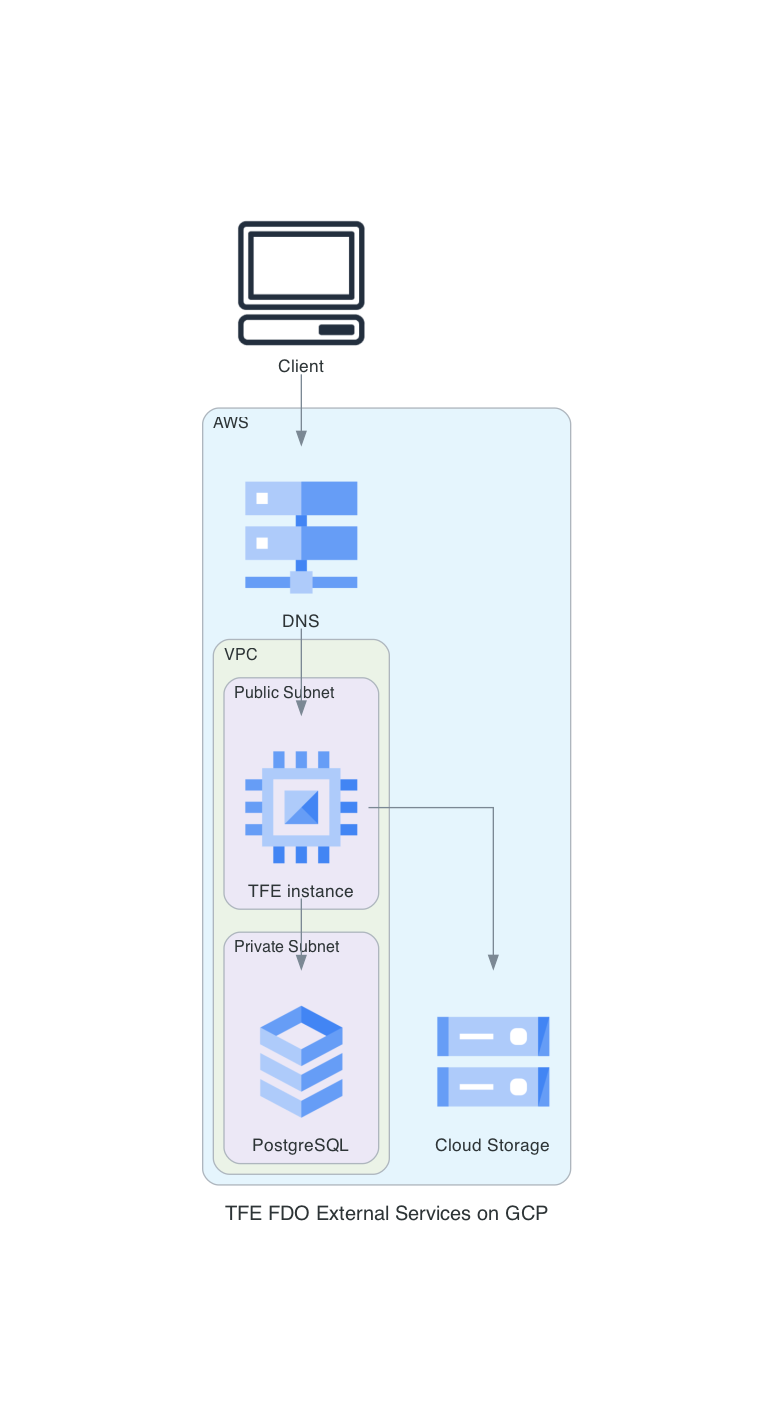 Client
AWS
DNS
VPC
Public Subnet
TFE instance
Private Subnet
PostgreSQL
Cloud Storage
TFE FDO External Services on GCP